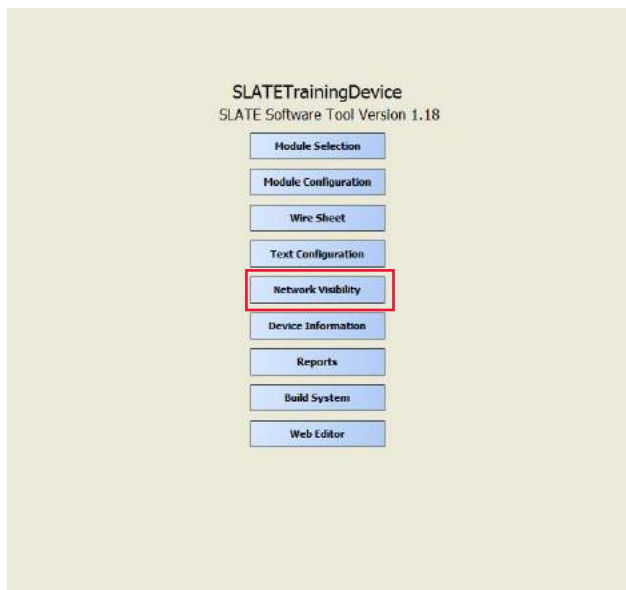 SLATETrainingDevice
SLATE Software Tool Version 1.18
Module Selection
Module Configuration
Wire Sheet
Text Configuration
Network Visibility
Device Information
Reports
Build System
Web Editor